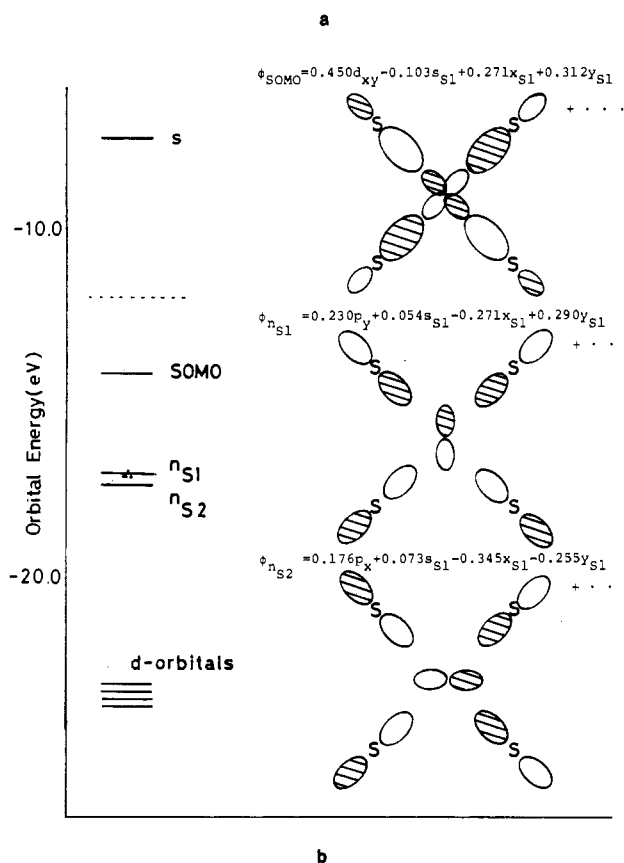 a
ϕSOMO=0.450dxy-0.103sS1+0.271xS1+0.312yS1
+ · · ·
S S
s
-10.0
S S
ϕnS1=0.230py+0.054sS1-0.271xS1+0.290yS1
+ · · ·
S S
SOMO
Orbital Energy(eV)
nS1
nS2
S S
-20.0
ϕnS2=0.176px+0.073sS1-0.345xS1-0.255yS1
+ · · ·
S S
d-orbitals
S S
b